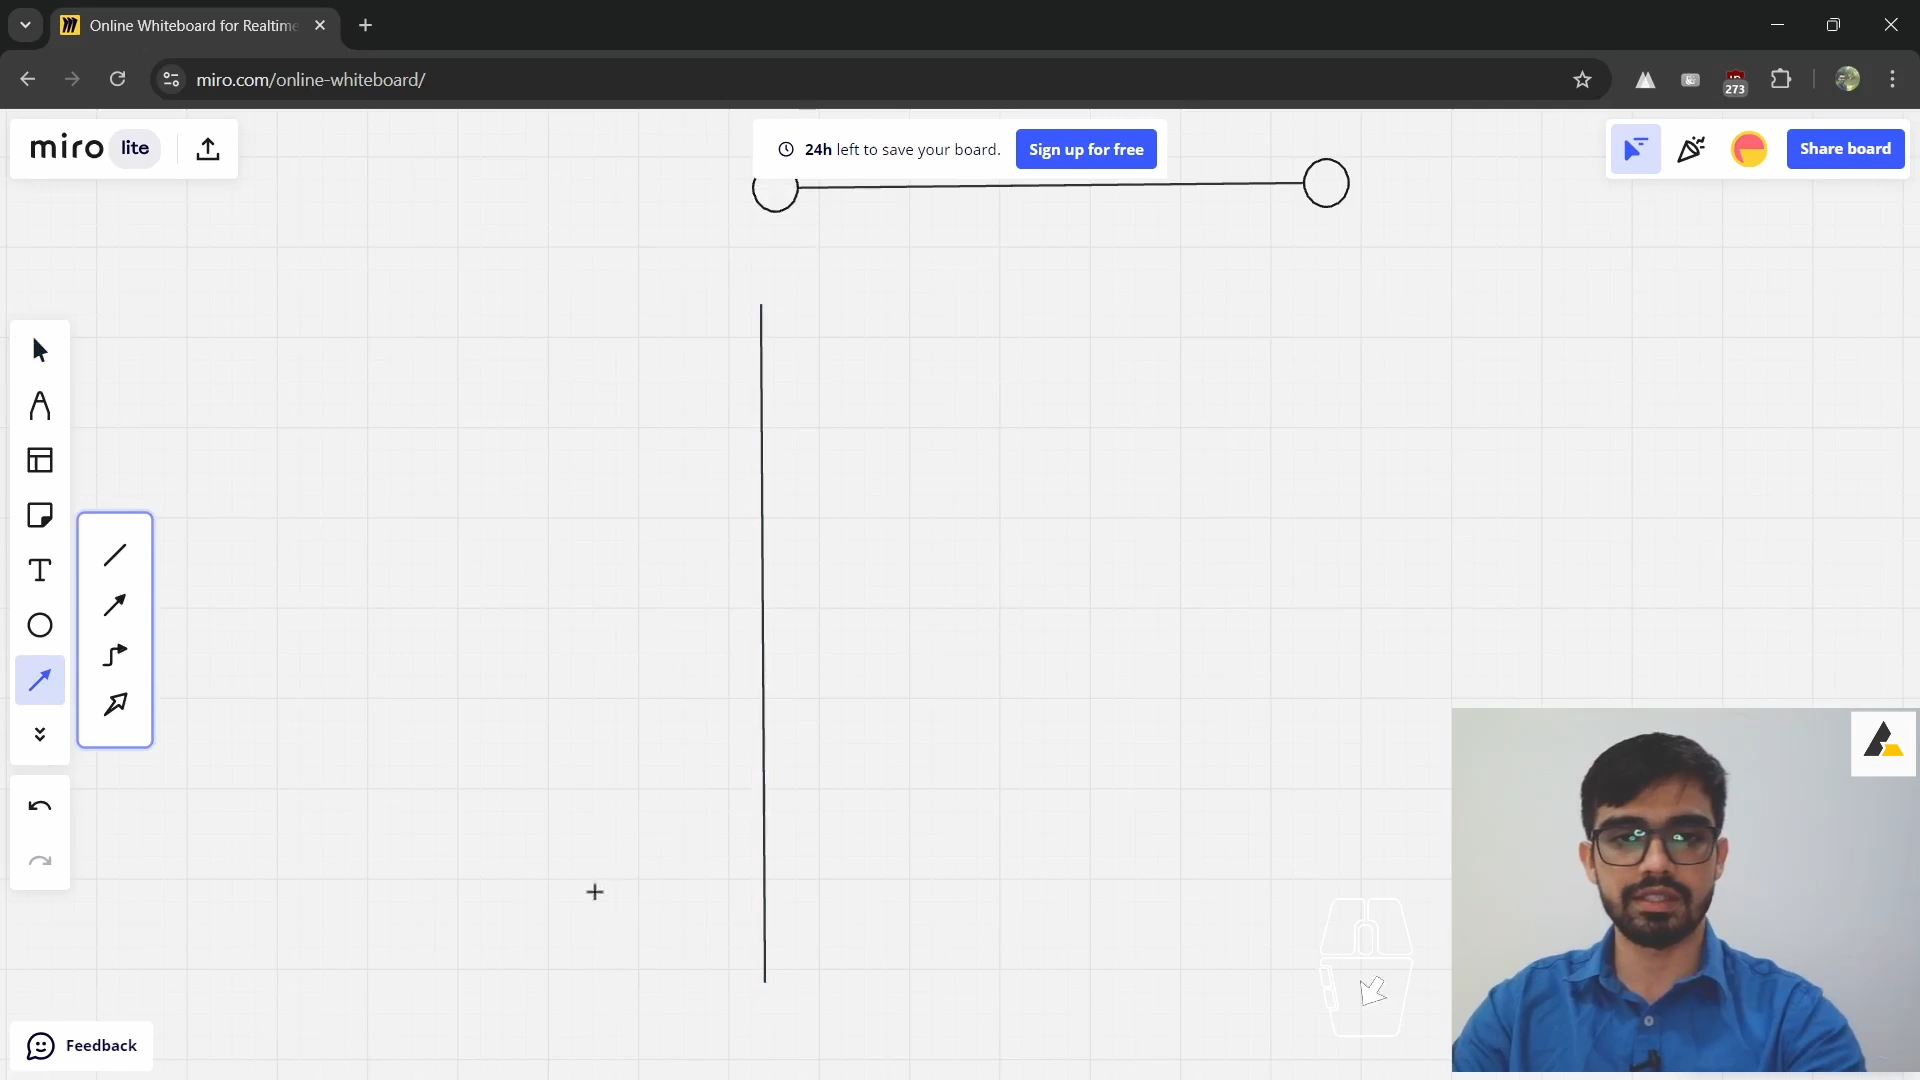 Online Whiteboard for Realtime
miro.com/online-whiteboard/
273
miro lite
24h left to save your board.
Sign up for free
Share board
T
Feedback